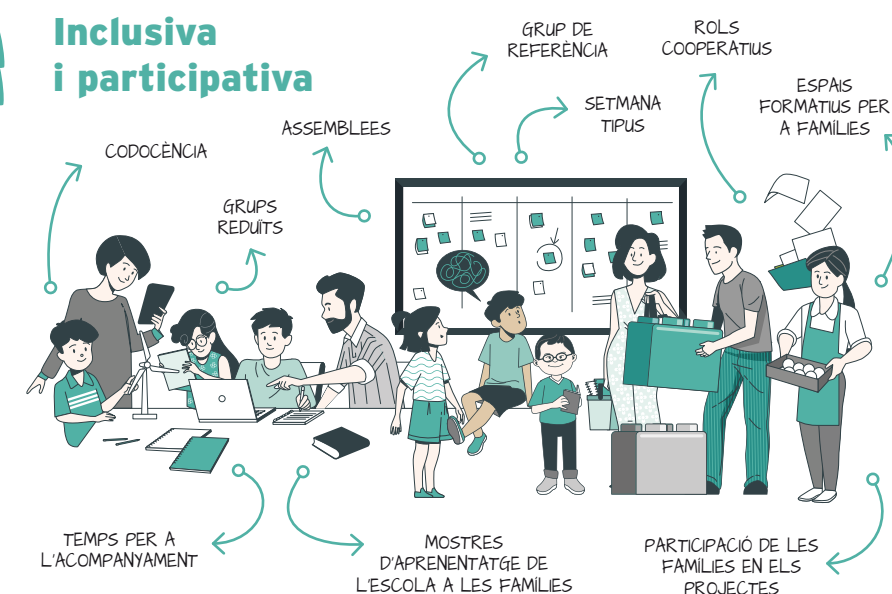 Inclusiva
i participativa
CODOCÈNCIA
GRUPS
REDUÏTS
ASSEMBLEES
GRUP DE
REFERÈNCIA
SETMANA
TIPUS
ROLS
COOPERATIUS
ESPAIS
FORMATIUS PER
A FAMÍLIES
TEMPS PER A
L'ACOMPANYAMENT
MOSTRES
D'APRENENTATGE DE
L'ESCOLA A LES FAMÍLIES
PARTICIPACIÓ DE LES
FAMÍLIES EN ELS
PROJECTES